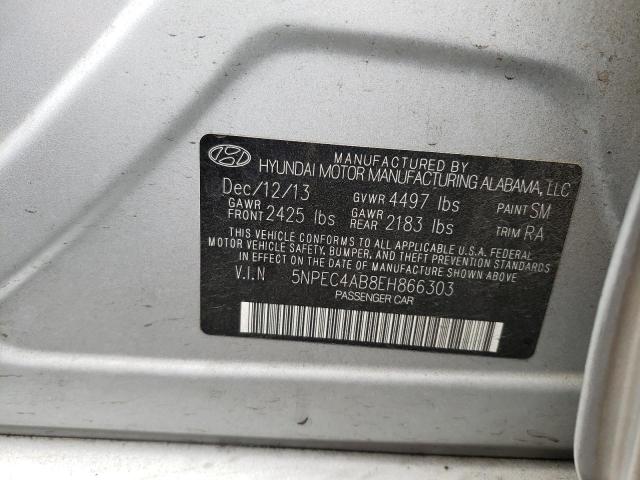 MANUFACTURED BY
HYUNDAI MOTOR MANUFACTURING ALABAMA, LLC
Dec/12/13 GVWR 4497 lbs PAINT SM
GAWR FRONT 2425 lbs GAWR REAR 2183 lbs TRIM RA
THIS VEHICLE CONFORMS TO ALL APPLICABLE U.S.A. FEDERAL
MOTOR VEHICLE SAFETY, BUMPER, AND THEFT PREVENTION STANDARDS
IN EFFECT ON THE DATE OF MANUFACTURE SHOWN ABOVE.
V.I.N 5NPEC4AB8EH866303
PASSENGER CAR